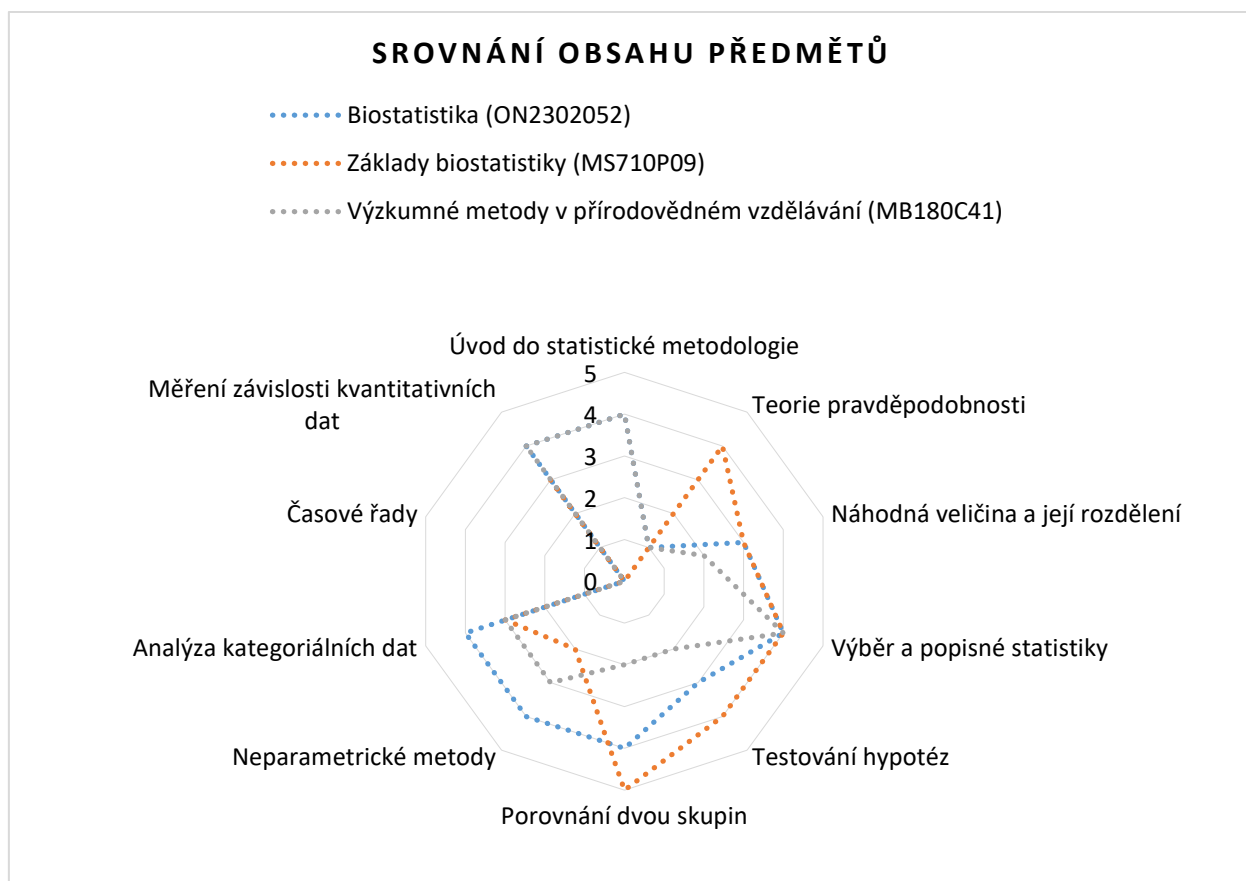 SROVNÁNÍ OBSAHU PŘEDMĚTŮ
Biostatistika (ON2302052)
Základy biostatistiky (MS710P09)
Výzkumné metody v přírodovědném vzdělávání (MB180C41)
Úvod do statistické metodologie
Měření závislosti kvantitativních
dat
Teorie pravděpodobnosti
5
4
3
2
1
0
Časové řady
Náhodná veličina a její rozdělení
Analýza kategoriálních dat
Výběr a popisné statistiky
Neparametrické metody
Testování hypotéz
Porovnání dvou skupin